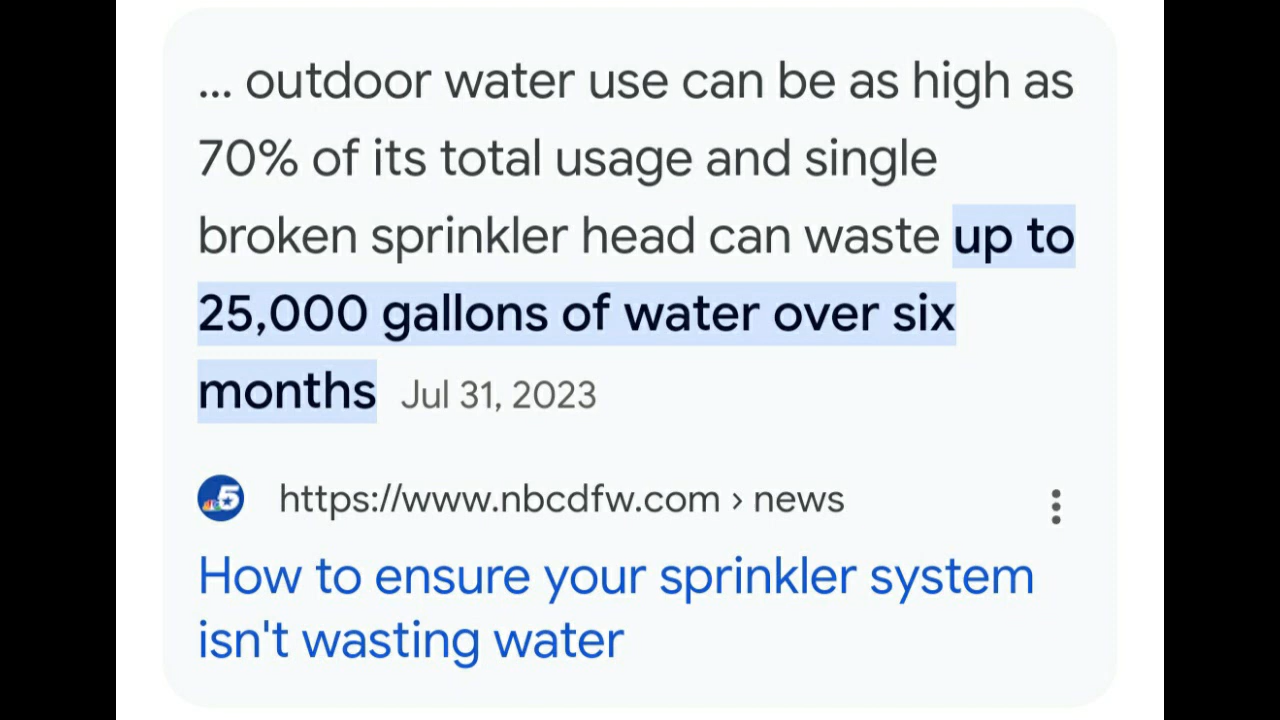 ... outdoor water use can be as high as
70% of its total usage and single
broken sprinkler head can waste up to
25,000 gallons of water over six
months Jul 31, 2023
5 https://www.nbcdfw.com › news
How to ensure your sprinkler system
isn't wasting water